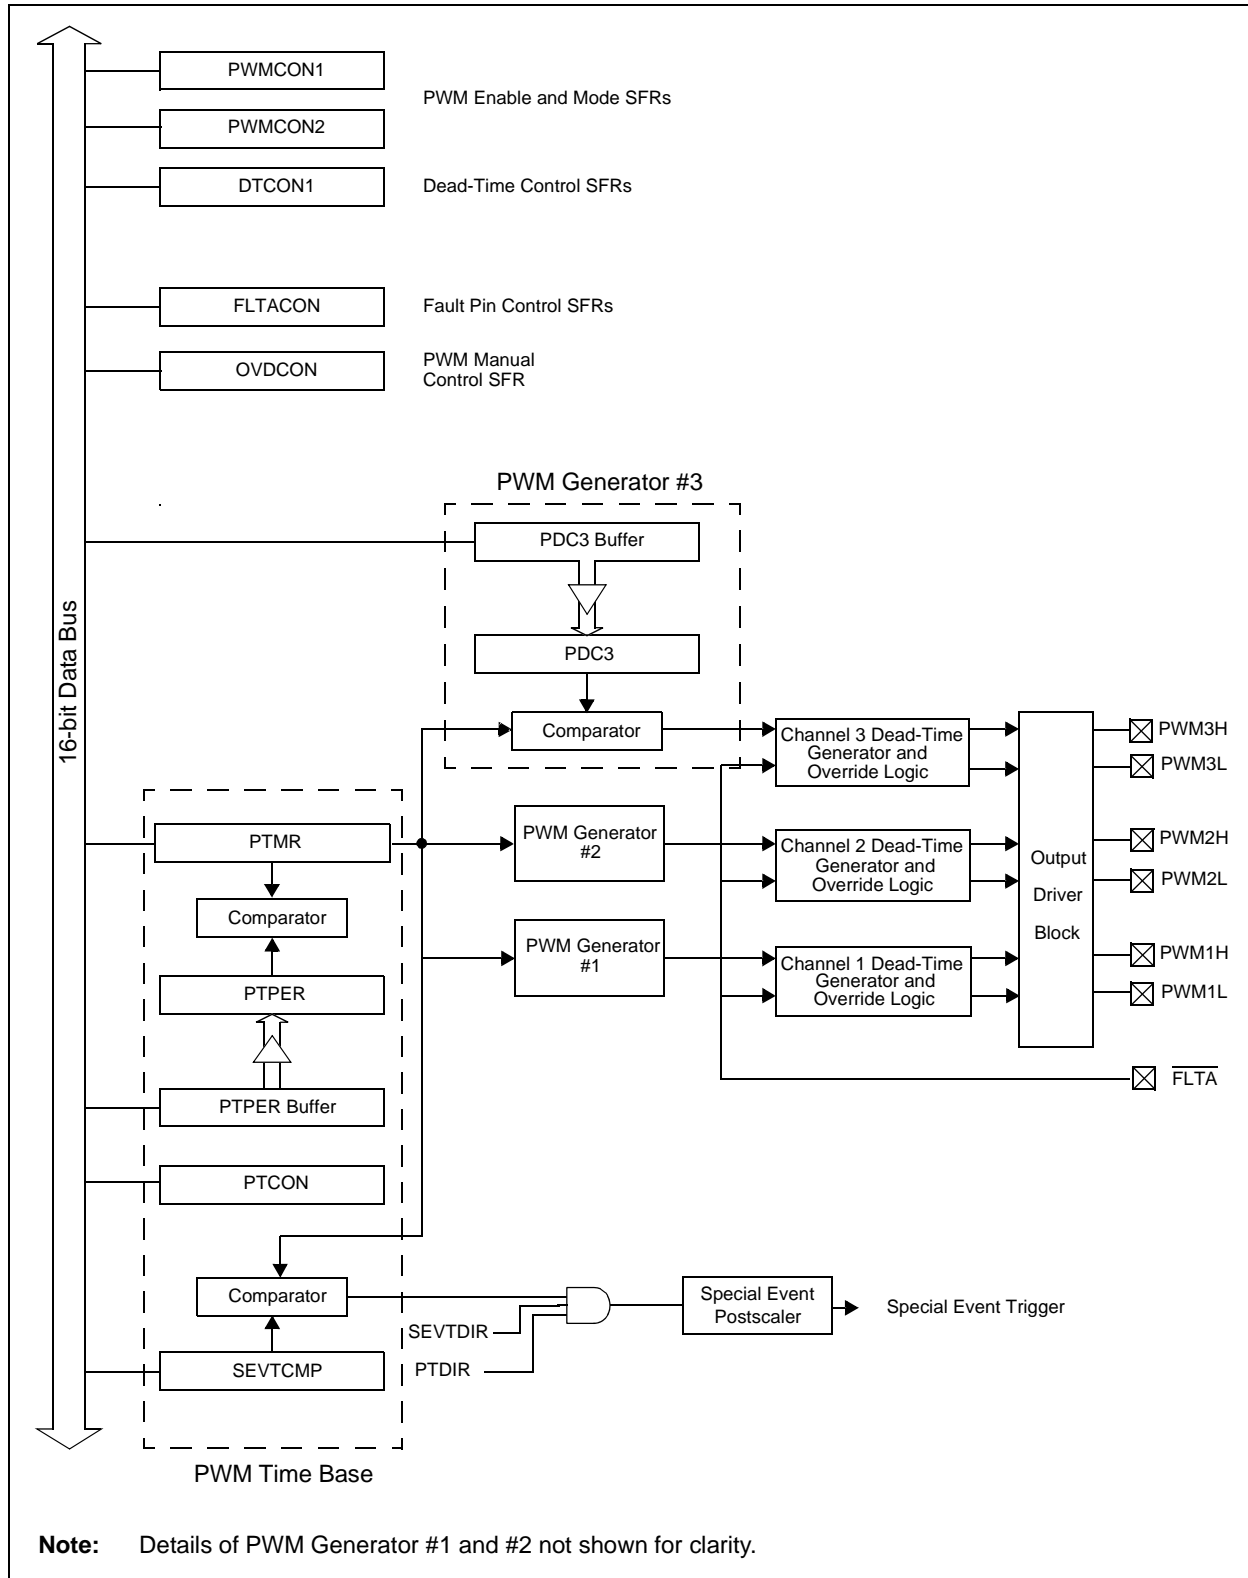 PWMCON1
PWM Enable and Mode SFRs
PWMCON2
DTCON1
Dead-Time Control SFRs
FLTACON
Fault Pin Control SFRs
OVDCON
PWM Manual
Control SFR
16-bit Data Bus
PWM Generator #3
PDC3 Buffer
PDC3
Comparator
Channel 3 Dead-Time
Generator and
Override Logic
PWM3H
PWM3L
PTMR
PWM Generator
#2
Channel 2 Dead-Time
Generator and
Override Logic
PWM2H
PWM2L
Output
Driver
Block
Comparator
PWM Generator
#1
Channel 1 Dead-Time
Generator and
Override Logic
PWM1H
PWM1L
PTPER
FLTA
PTPER Buffer
PTCON
Comparator
SEVTDIR
PTDIR
Special Event
Postscaler
Special Event Trigger
SEVTCMP
PWM Time Base
Note: Details of PWM Generator #1 and #2 not shown for clarity.